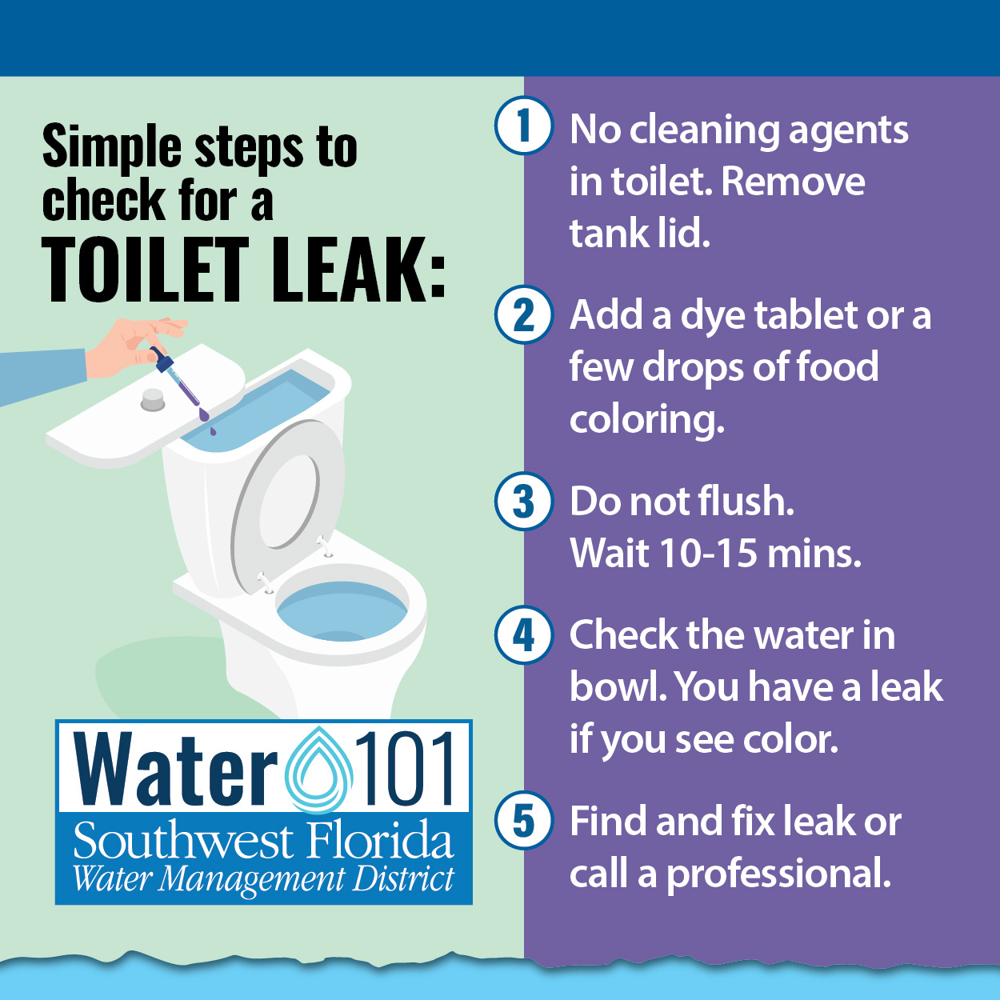 Simple steps to
check for a
TOILET LEAK:
1
No cleaning agents
in toilet. Remove
tank lid.
2
Add a dye tablet or a
few drops of food
coloring.
3
Do not flush.
Wait 10-15 mins.
4
Check the water in
bowl. You have a leak
if you see color.
5
Find and fix leak or
call a professional.
Water 101
Southwest Florida
Water Management District